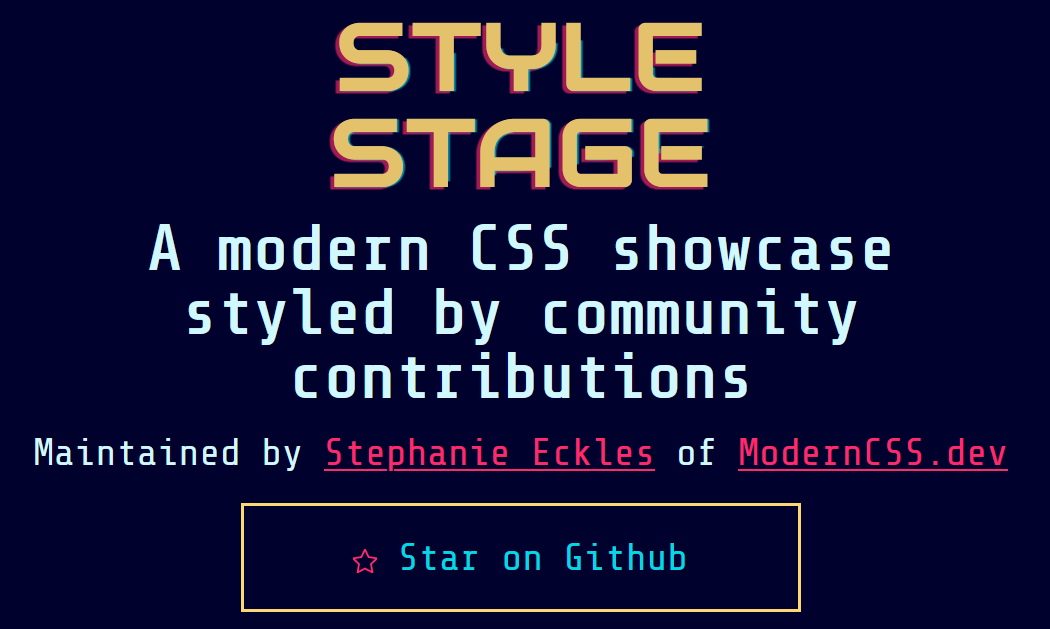 STYLE
STAGE
A modern CSS showcase
styled by community
contributions
Maintained by Stephanie Eckles of ModernCSS.dev
☆ Star on Github